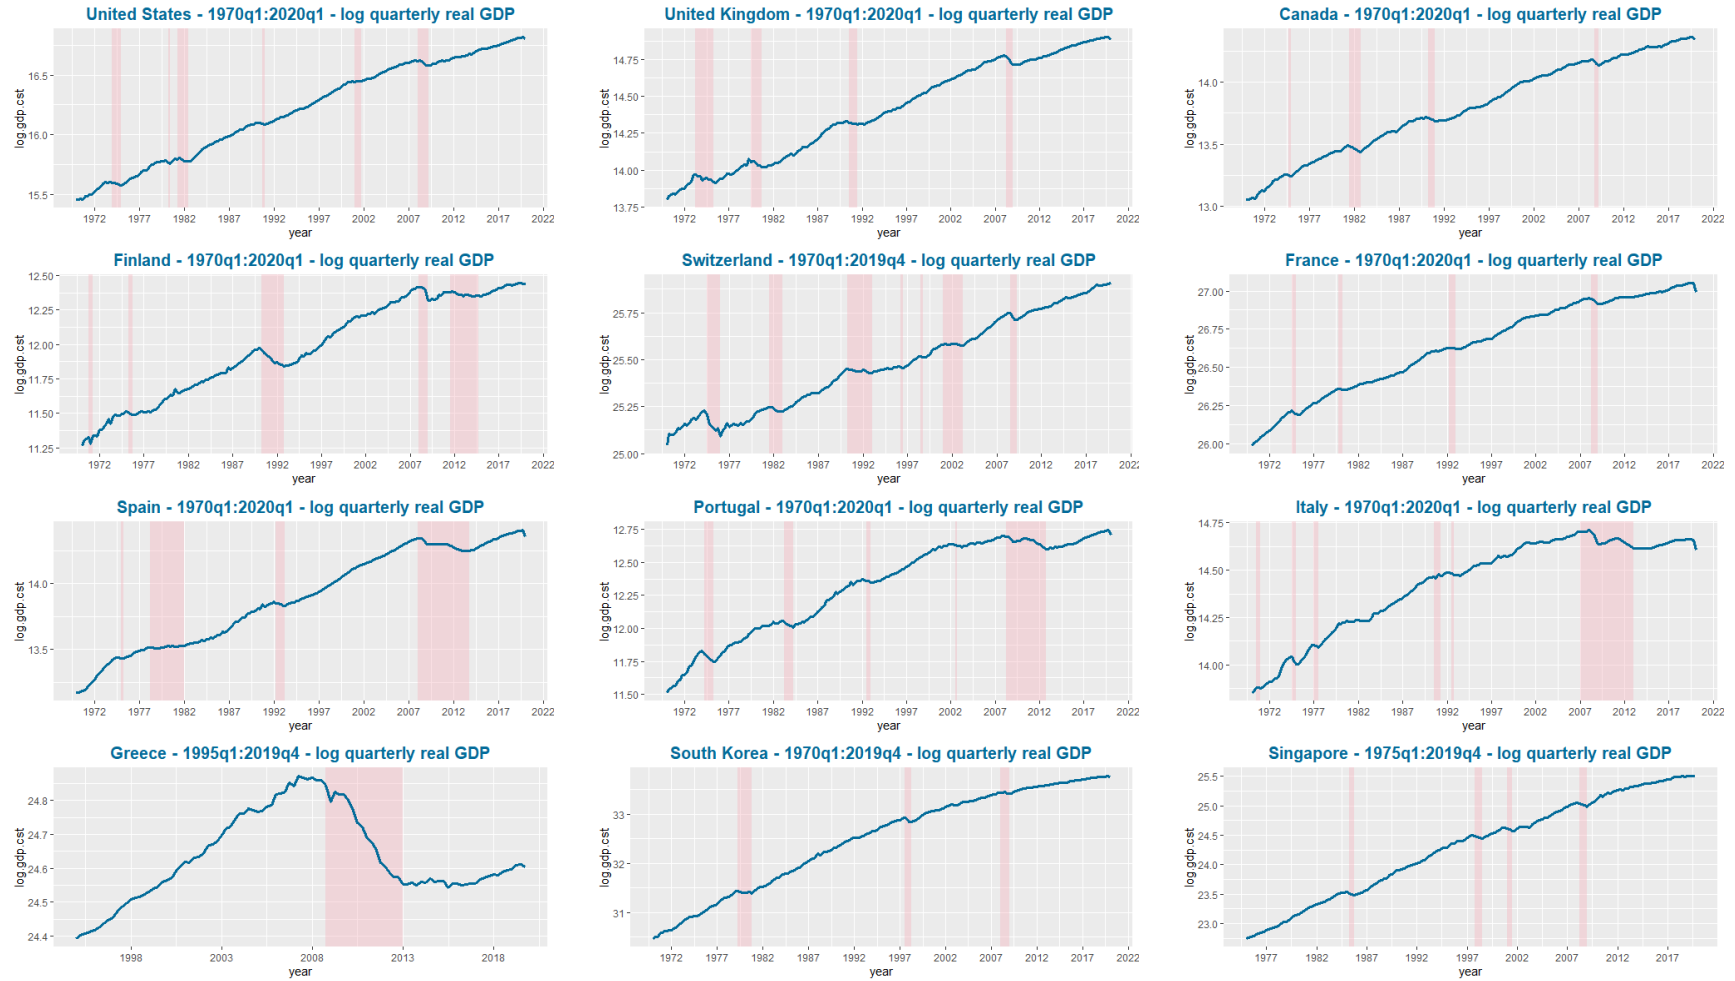 United States - 1970q1:2020q1 - log quarterly real GDP
log.gdp.cst
16.5
16.0
15.5
1972 1977 1982 1987 1992 1997 2002 2007 2012 2017 2022
year
United Kingdom - 1970q1:2020q1 - log quarterly real GDP
log.gdp.cst
14.75
14.50
14.25
14.00
13.75
1972 1977 1982 1987 1992 1997 2002 2007 2012 2017 2022
year
Canada - 1970q1:2020q1 - log quarterly real GDP
log.gdp.cst
14.0
13.5
13.0
1972 1977 1982 1987 1992 1997 2002 2007 2012 2017 2022
year
Finland - 1970q1:2020q1 - log quarterly real GDP
log.gdp.cst
12.50
12.25
12.00
11.75
11.50
11.25
1972 1977 1982 1987 1992 1997 2002 2007 2012 2017 2022
year
Switzerland - 1970q1:2019q4 - log quarterly real GDP
log.gdp.cst
25.75
25.50
25.25
25.00
1972 1977 1982 1987 1992 1997 2002 2007 2012 2017 2022
year
France - 1970q1:2020q1 - log quarterly real GDP
log.gdp.cst
27.00
26.75
26.50
26.25
26.00
1972 1977 1982 1987 1992 1997 2002 2007 2012 2017 2022
year
Spain - 1970q1:2020q1 - log quarterly real GDP
log.gdp.cst
14.0
13.5
1972 1977 1982 1987 1992 1997 2002 2007 2012 2017 2022
year
Portugal - 1970q1:2020q1 - log quarterly real GDP
log.gdp.cst
12.75
12.50
12.25
12.00
11.75
11.50
1972 1977 1982 1987 1992 1997 2002 2007 2012 2017 2022
year
Italy - 1970q1:2020q1 - log quarterly real GDP
log.gdp.cst
14.75
14.50
14.25
14.00
1972 1977 1982 1987 1992 1997 2002 2007 2012 2017 2022
year
Greece - 1995q1:2019q4 - log quarterly real GDP
log.gdp.cst
24.8
24.7
24.6
24.5
24.4
1998 2003 2008 2013 2018
year
South Korea - 1970q1:2019q4 - log quarterly real GDP
log.gdp.cst
33
32
31
1972 1977 1982 1987 1992 1997 2002 2007 2012 2017 2022
year
Singapore - 1975q1:2019q4 - log quarterly real GDP
log.gdp.cst
25.5
25.0
24.5
24.0
23.5
23.0
1977 1982 1987 1992 1997 2002 2007 2012 2017
year